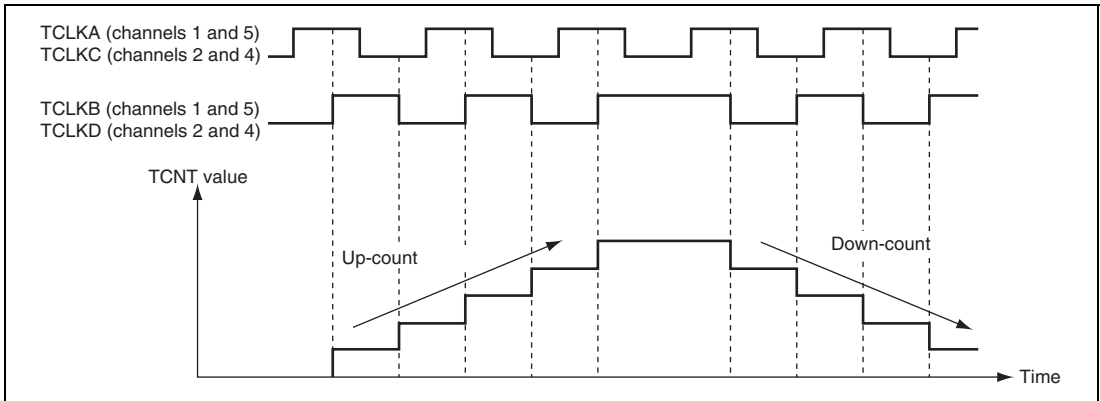 TCLKA (channels 1 and 5)
TCLKC (channels 2 and 4)
TCLKB (channels 1 and 5)
TCLKD (channels 2 and 4)
TCNT value
Up-count
Down-count
Time